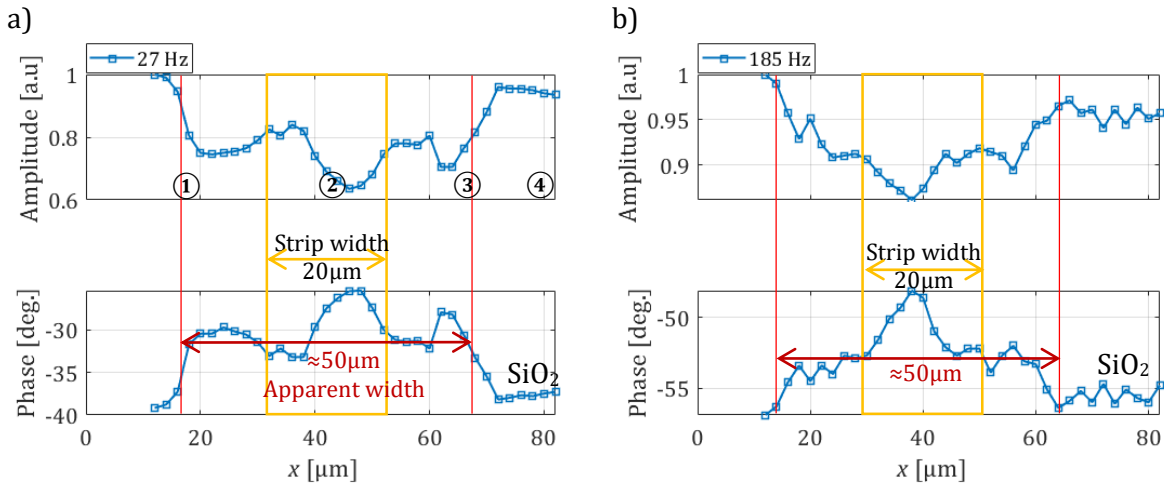 a)
27 Hz
Amplitude [a.u]
1
0.8
0.6
① ② ③ ④
Strip width
20μm
Phase [deg.]
-30
-35
-40
≈50μm
Apparent width
SiO₂
0 20 40 60 80
x [μm]
b)
185 Hz
Amplitude [a.u]
1
0.95
0.9
Strip width
20μm
Phase [deg.]
-50
-55
≈50μm
SiO₂
0 20 40 60 80
x [μm]